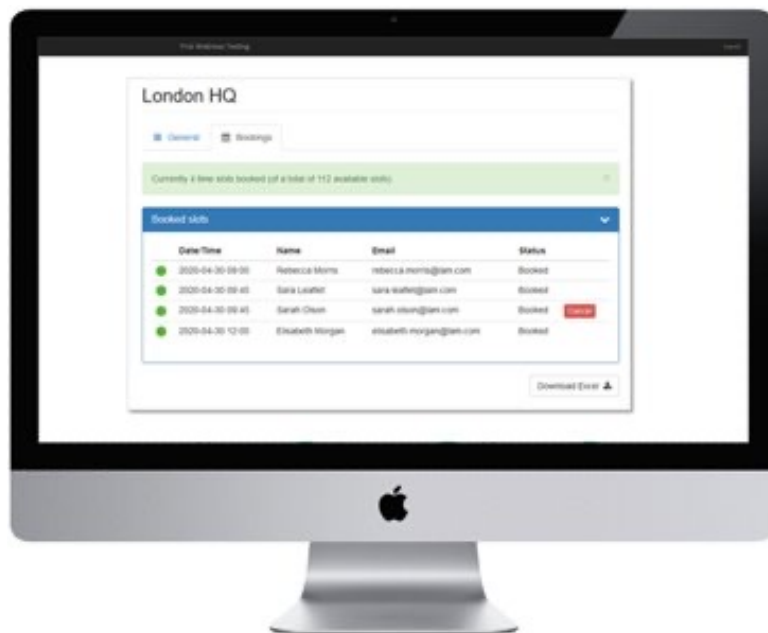 London HQ
General Bookings
Currently 4 time slots booked (of a total of 112 available slots)
Booked slots
Date/Time Name Email Status
2020-04-30 09:00 Rebecca Morris rebecca.morris@iam.com Booked
2020-04-30 09:45 Sara Leaflet sara.leaflet@iam.com Booked
2020-04-30 09:45 Sarah Olson sarah.olson@iam.com Booked Cancel
2020-04-30 12:00 Elisabeth Morgan elisabeth.morgan@iam.com Booked
Download Excel